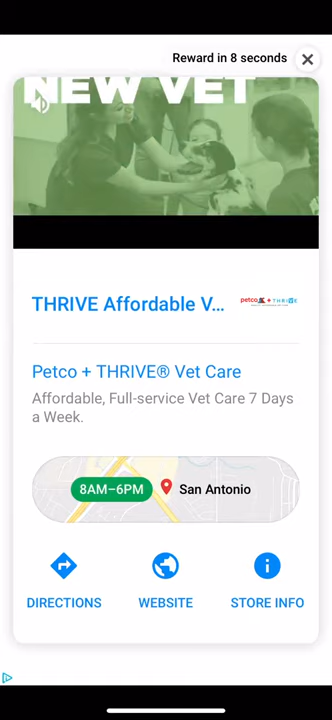 Reward in 8 seconds
NEW VET
THRIVE Affordable V...
petco + THRIVE
Petco + THRIVE® Vet Care
Affordable, Full-service Vet Care 7 Days
a Week.
8AM–6PM San Antonio
DIRECTIONS WEBSITE STORE INFO